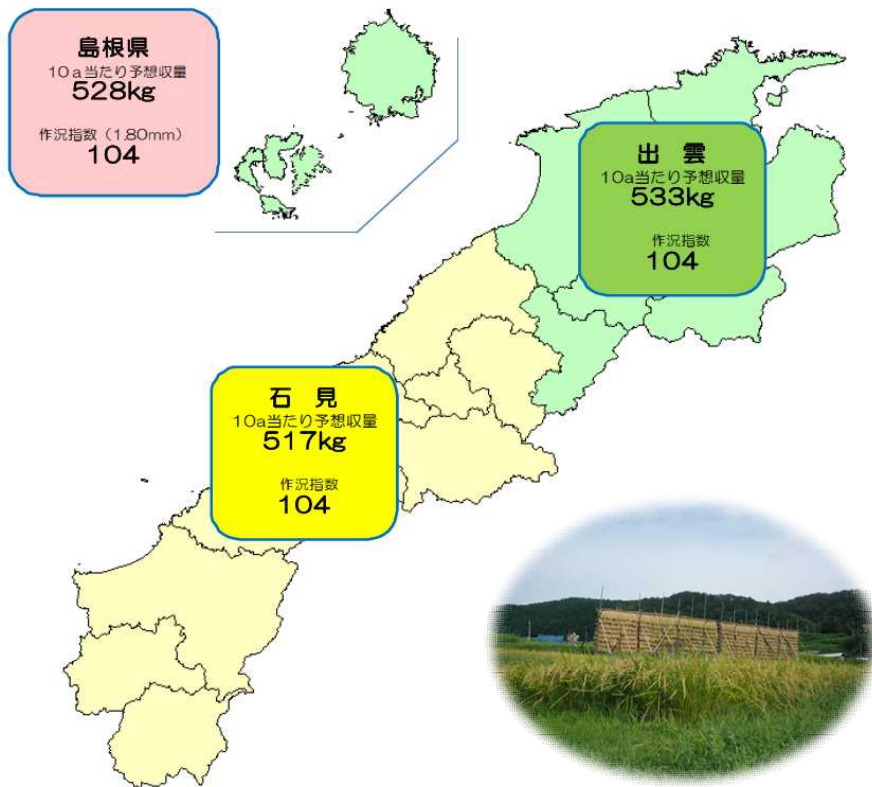 島根県
10a当たり予想収量
528kg
作況指数（1.80mm）
104
出 雲
10a当たり予想収量
533kg
作況指数
104
石 見
10a当たり予想収量
517kg
作況指数
104